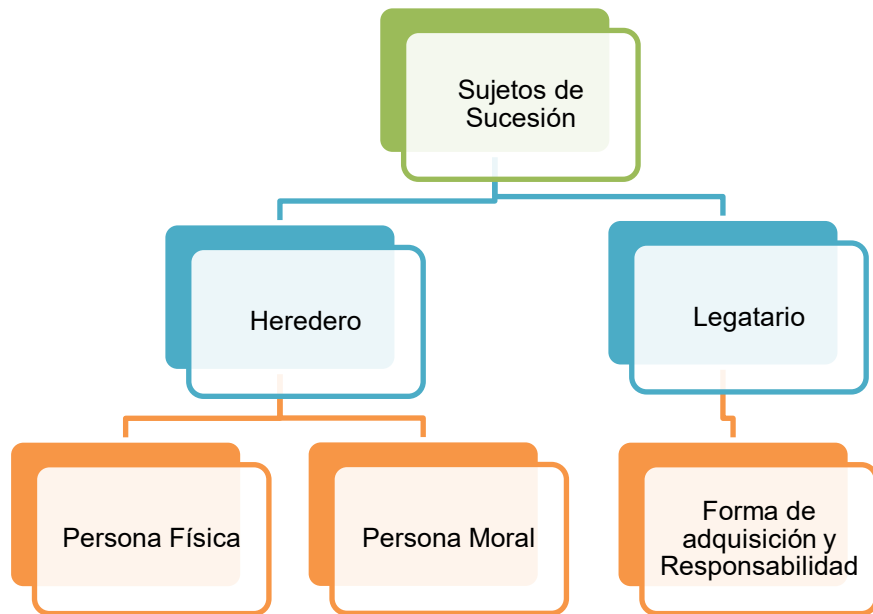 Sujetos de
Sucesión
Heredero
Legatario
Persona Física
Persona Moral
Forma de
adquisición y
Responsabilidad